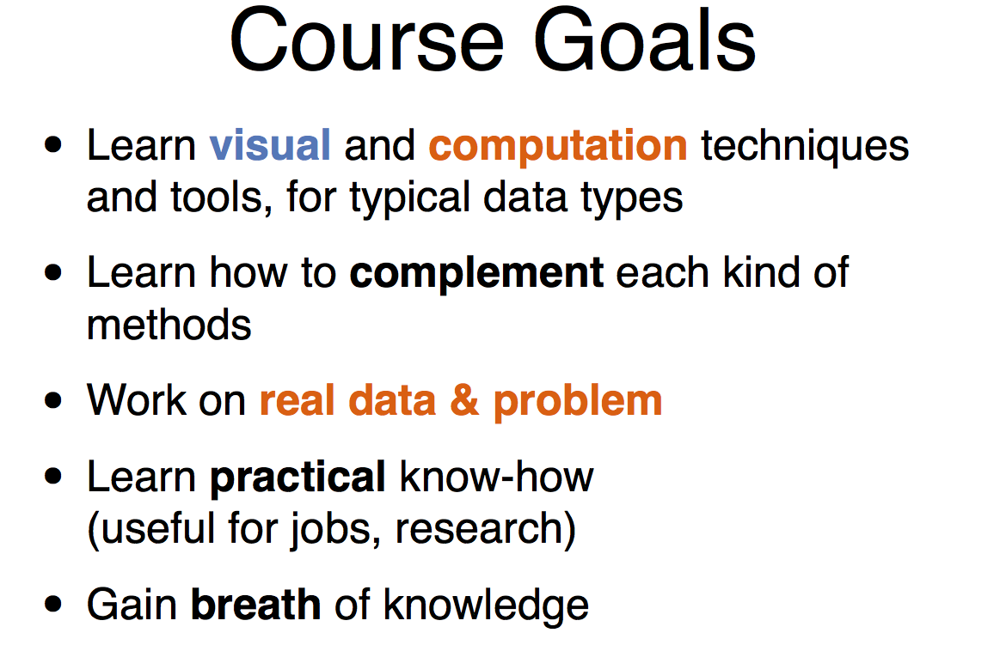 Course Goals
• Learn visual and computation techniques
and tools, for typical data types
• Learn how to complement each kind of
methods
• Work on real data & problem
• Learn practical know-how
(useful for jobs, research)
• Gain breath of knowledge